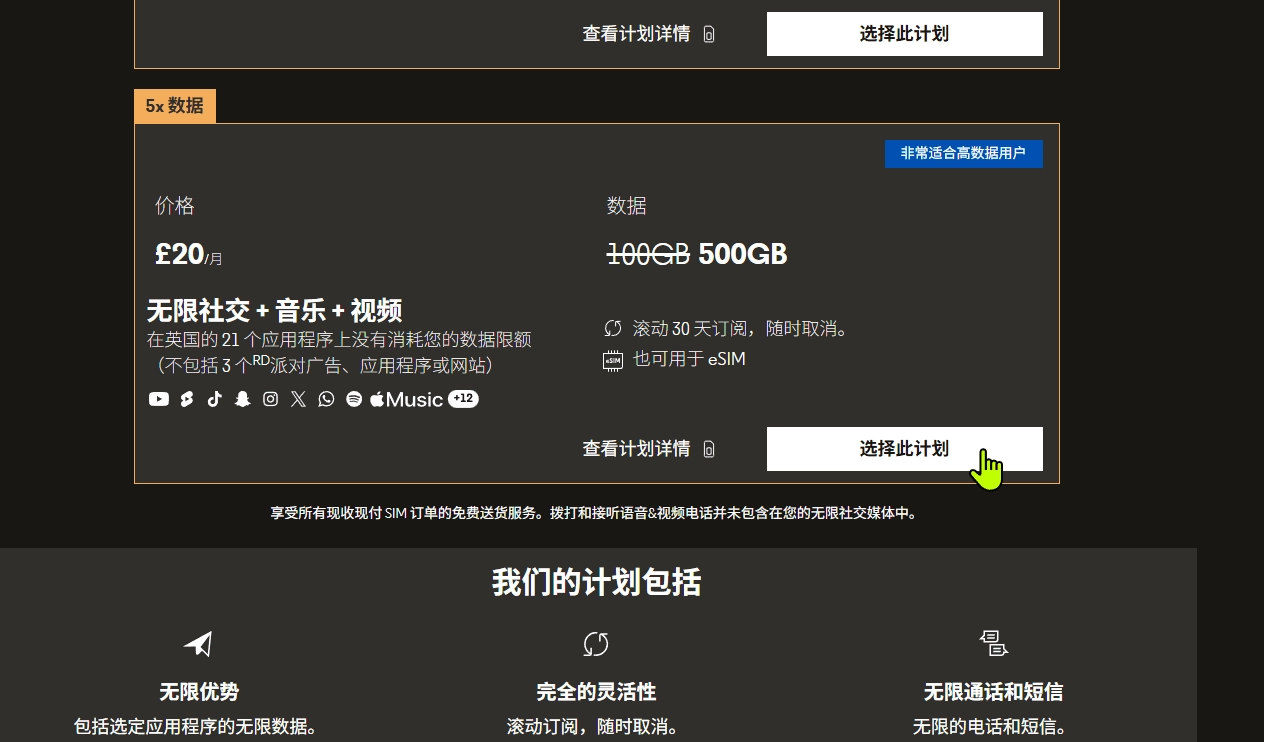 查看计划详情
选择此计划
5x 数据
非常适合高数据用户
价格
数据
£20/月
100GB 500GB
无限社交 + 音乐 + 视频
在英国的 21 个应用程序上没有消耗您的数据限额
（不包括 3 个RD派对广告、应用程序或网站）
滚动 30 天订阅，随时取消。
eSIM 也可用于 eSIM
Music +12
查看计划详情
选择此计划
享受所有现收现付 SIM 订单的免费送货服务。拨打和接听语音&视频电话并未包含在您的无限社交媒体中。
我们的计划包括
无限优势
完全的灵活性
无限通话和短信
包括选定应用程序的无限数据。
滚动订阅，随时取消。
无限的电话和短信。